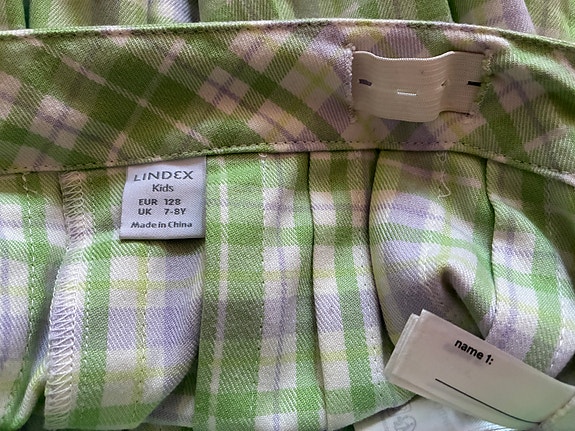 LINDEX
Kids
EUR 128
UK 7-8Y
Made in China
name 1: